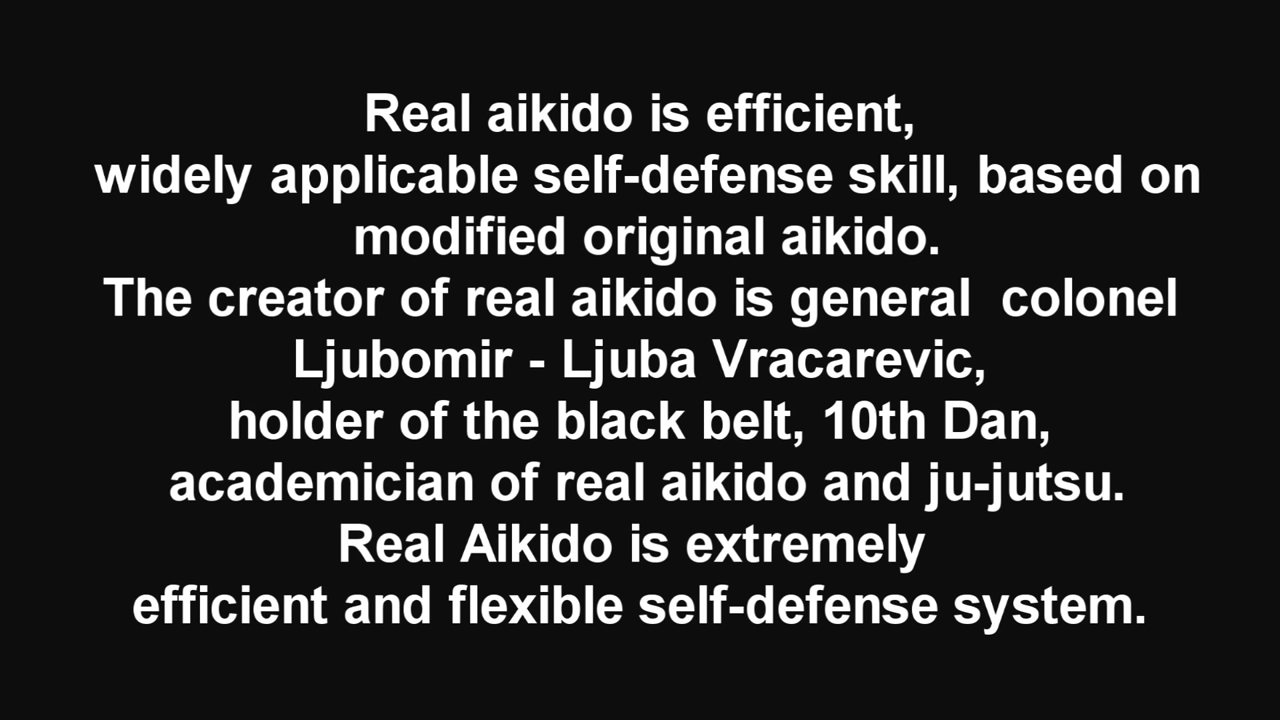 Real aikido is efficient,
widely applicable self-defense skill, based on
modified original aikido.
The creator of real aikido is general  colonel
Ljubomir - Ljuba Vracarevic,
holder of the black belt, 10th Dan,
academician of real aikido and ju-jutsu.
Real Aikido is extremely
efficient and flexible self-defense system.